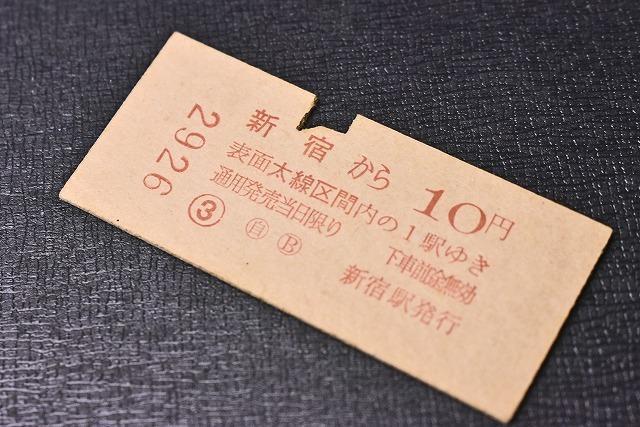 新宿から 10円
表面太線区間内の1駅ゆき
通用発売当日限り 下車前途無効
③ 自 B 新宿駅発行
2926